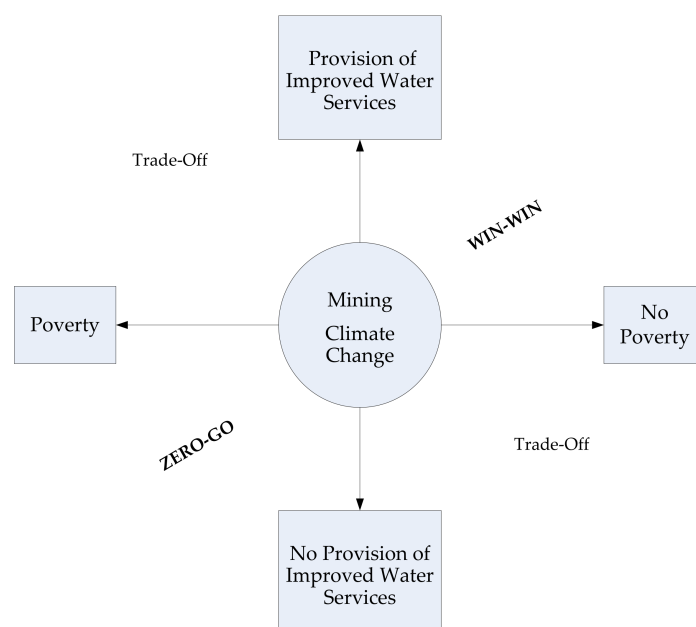 Provision of
Improved Water
Services
Trade-Off
WIN-WIN
Mining
Climate
Change
Poverty
No
Poverty
ZERO-GO
Trade-Off
No Provision of
Improved Water
Services